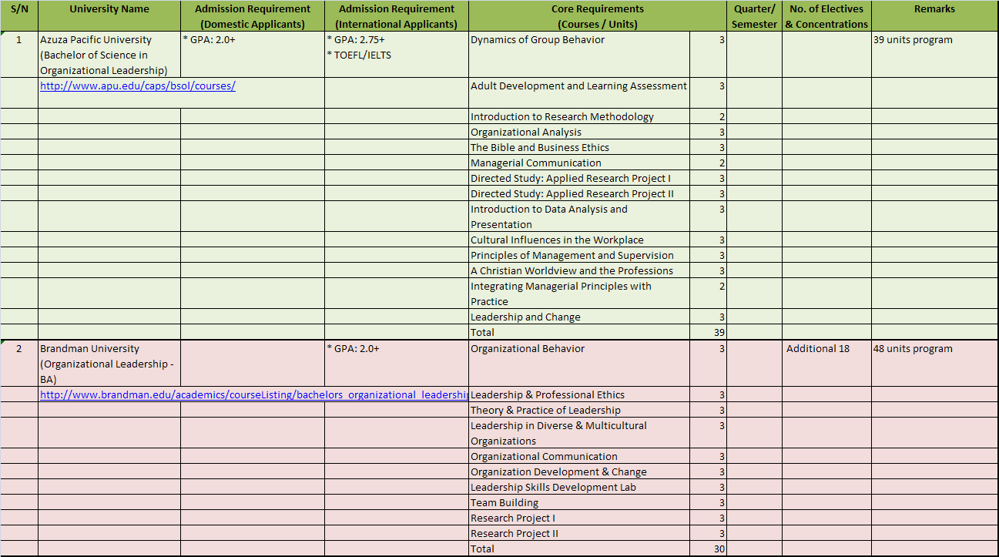 S/N University Name Admission Requirement (Domestic Applicants) Admission Requirement (International Applicants) Core Requirements (Courses / Units) Quarter/ Semester No. of Electives & Concentrations Remarks
1 Azuza Pacific University * GPA: 2.0+ * GPA: 2.75+ Dynamics of Group Behavior 3 39 units program
(Bachelor of Science in * TOEFL/IELTS
Organizational Leadership)
http://www.apu.edu/caps/bsol/courses/ Adult Development and Learning Assessment 3
Introduction to Research Methodology 2
Organizational Analysis 3
The Bible and Business Ethics 3
Managerial Communication 2
Directed Study: Applied Research Project I 3
Directed Study: Applied Research Project II 3
Introduction to Data Analysis and 3
Presentation
Cultural Influences in the Workplace 3
Principles of Management and Supervision 3
A Christian Worldview and the Professions 3
Integrating Managerial Principles with 2
Practice
Leadership and Change 3
Total 39
2 Brandman University * GPA: 2.0+ Organizational Behavior 3 Additional 18 48 units program
(Organizational Leadership -
BA)
http://www.brandman.edu/academics/courseListing/bachelors_organizational_leadership Leadership & Professional Ethics 3
Theory & Practice of Leadership 3
Leadership in Diverse & Multicultural 3
Organizations
Organizational Communication 3
Organization Development & Change 3
Leadership Skills Development Lab 3
Team Building 3
Research Project I 3
Research Project II 3
Total 30